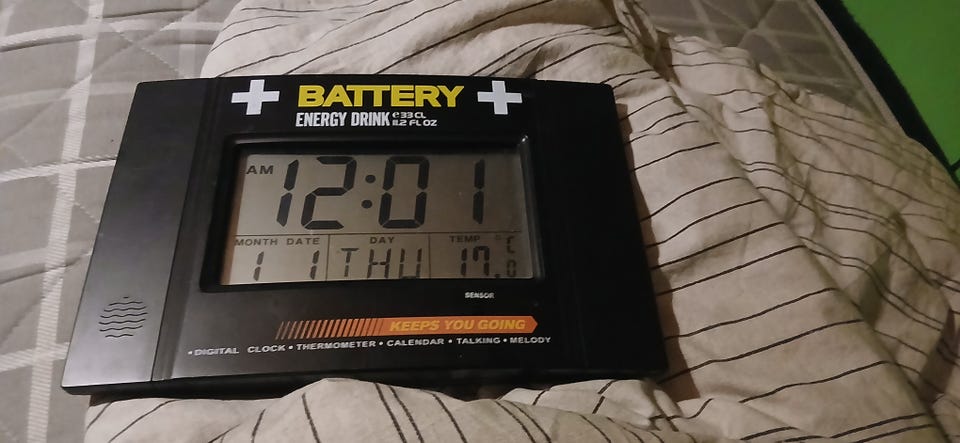 BATTERY
ENERGY DRINK e 33 CL
11.2 FL OZ
AM 12:01
MONTH DATE DAY TEMP °C
1 1 THU 17.0
SENSOR
KEEPS YOU GOING
• DIGITAL CLOCK • THERMOMETER • CALENDAR • TALKING • MELODY